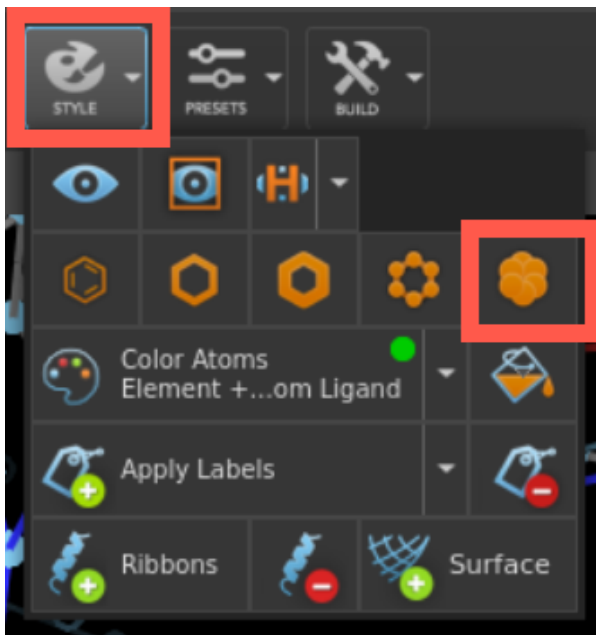 STYLE
PRESETS
BUILD
H
Color Atoms
Element +...om Ligand
Apply Labels
Ribbons
Surface